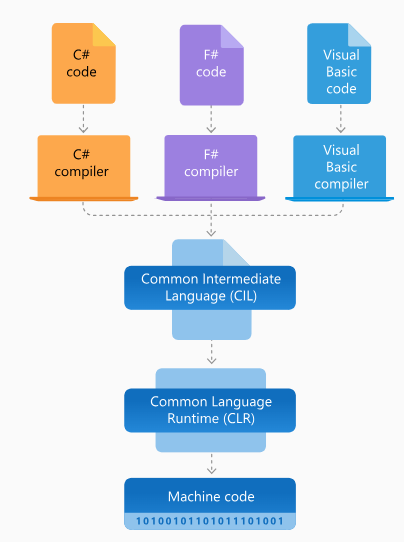 C#
code
F#
code
Visual
Basic
code
C#
compiler
F#
compiler
Visual
Basic
compiler
Common Intermediate
Language (CIL)
Common Language
Runtime (CLR)
Machine code
10100101101011101001